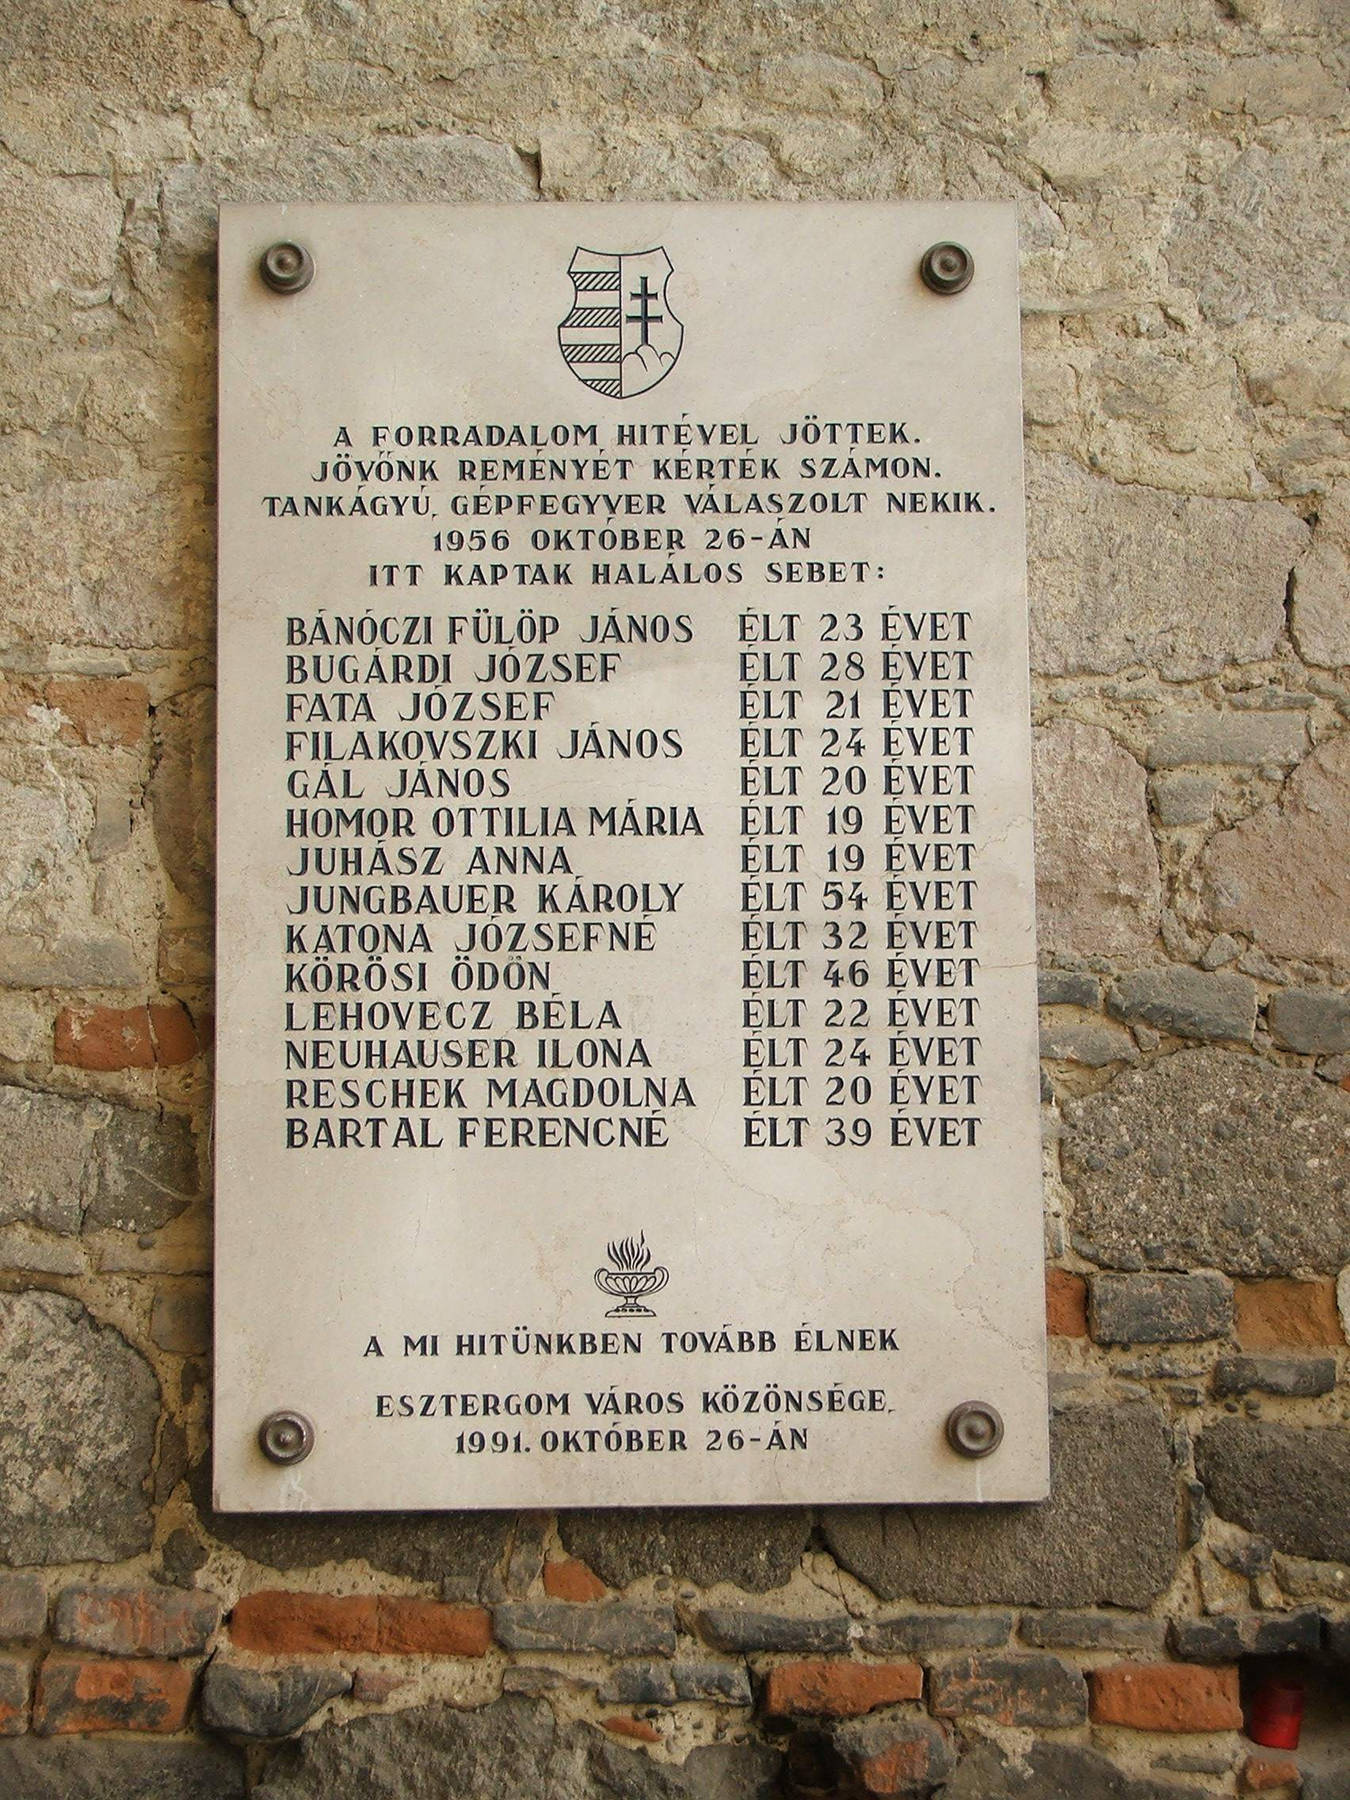 A FORRADALOM HITÉVEL JÖTTEK.
JÖVŐNK REMÉNYÉT KÉRTÉK SZÁMON.
TANKÁGYÚ, GÉPFEGYVER VÁLASZOLT NEKIK.
1956 OKTÓBER 26-ÁN
ITT KAPTAK HALÁLOS SEBET:
BÁNÓCZI FÜLÖP JÁNOS ÉLT 23 ÉVET
BUGÁRDI JÓZSEF ÉLT 28 ÉVET
FATA JÓZSEF ÉLT 21 ÉVET
FILAKOVSZKI JÁNOS ÉLT 24 ÉVET
GÁL JÁNOS ÉLT 20 ÉVET
HOMOR OTTILIA MÁRIA ÉLT 19 ÉVET
JUHÁSZ ANNA ÉLT 19 ÉVET
JUNGBAUER KÁROLY ÉLT 54 ÉVET
KATONA JÓZSEFNÉ ÉLT 32 ÉVET
KŐRÖSI ÖDÖN ÉLT 46 ÉVET
LEHOVECZ BÉLA ÉLT 22 ÉVET
NEUHAUSER ILONA ÉLT 24 ÉVET
RESCHEK MAGDOLNA ÉLT 20 ÉVET
BARTAL FERENCNÉ ÉLT 39 ÉVET
A MI HITÜNKBEN TOVÁBB ÉLNEK
ESZTERGOM VÁROS KÖZÖNSÉGE,
1991. OKTÓBER 26-ÁN